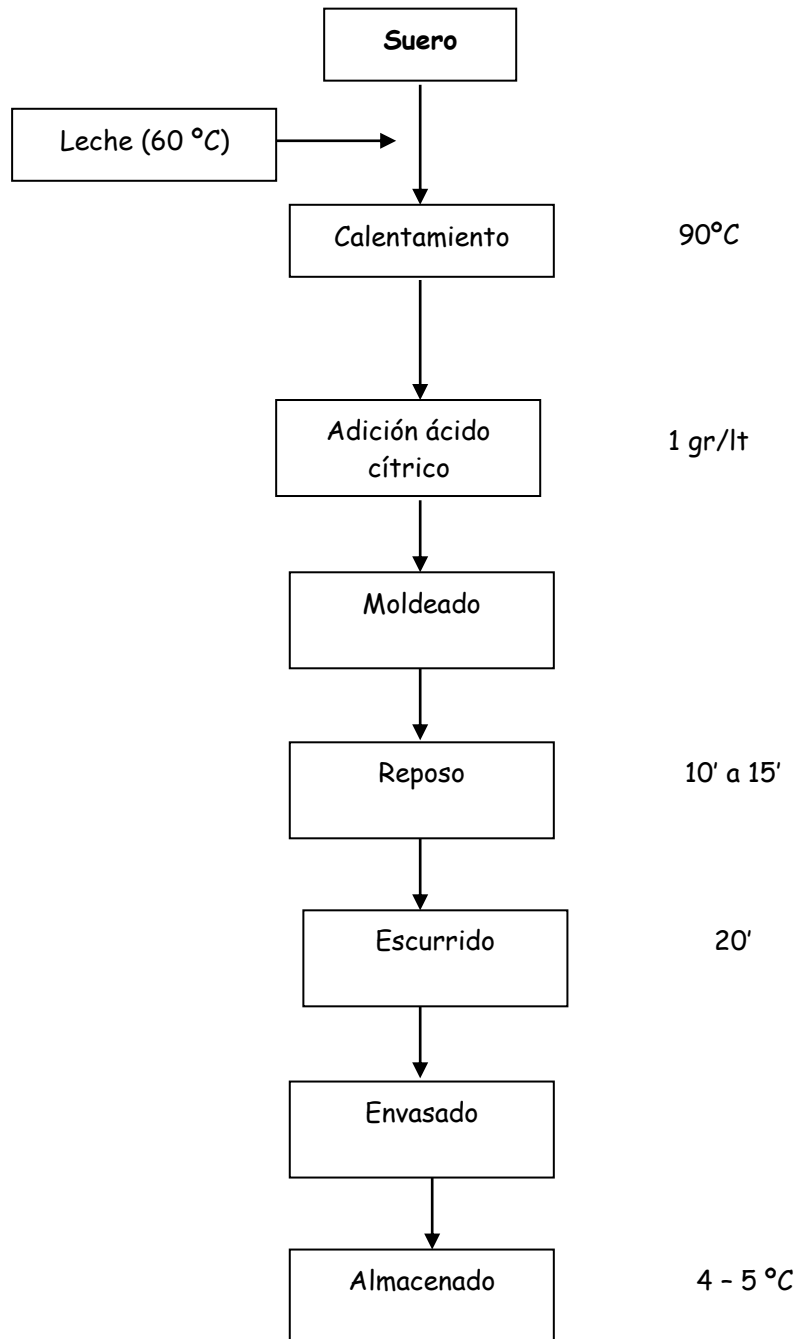 Suero
Leche (60 ºC)
Calentamiento
90ºC
Adición ácido
cítrico
1 gr/lt
Moldeado
Reposo
10’ a 15’
Escurrido
20’
Envasado
Almacenado
4 – 5 ºC